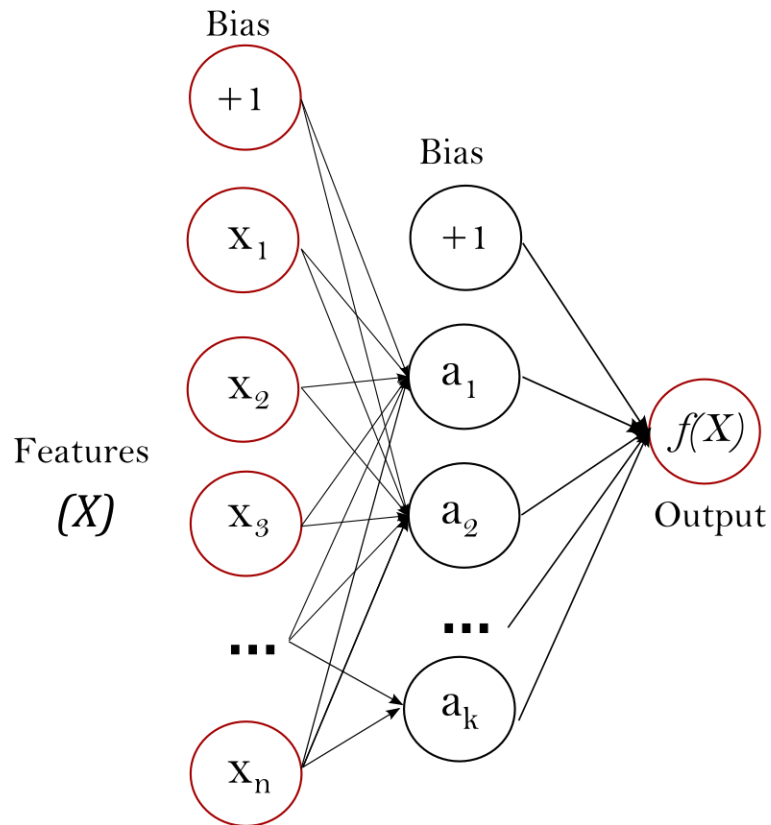 Bias
+1
x₁
x₂
Features
(X)
x₃
...
xₙ
Bias
+1
a₁
a₂
...
aₖ
f(X)
Output